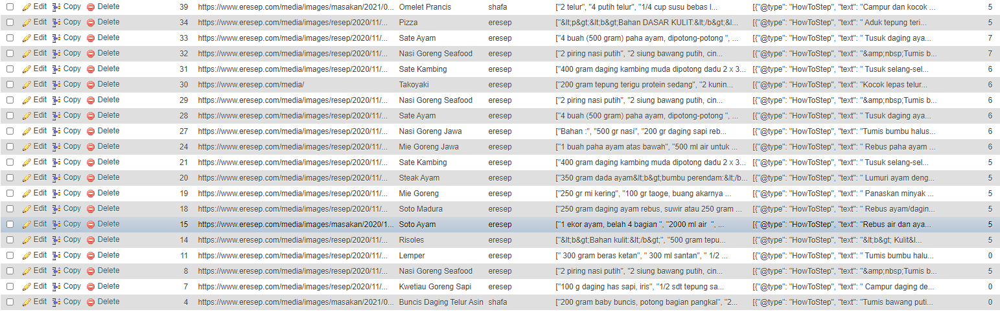 Edit Copy Delete 39 https://www.eresep.com/media/images/masakan/2021/0... Omelet Prancis shafa ["2 telur", "4 putih telur", "1/4 cup susu bebas l... [{"@type": "HowToStep", "text": "Campur dan kocok ... 5
Edit Copy Delete 34 https://www.eresep.com/media/images/resep/2020/11/... Pizza eresep ["&lt;p&gt;&lt;b&gt;Bahan DASAR KULIT:&lt;/b&gt;&l... [{"@type": "HowToStep", "text": " Aduk tepung teri... 5
Edit Copy Delete 33 https://www.eresep.com/media/images/resep/2020/11/... Sate Ayam eresep ["4 buah (500 gram) paha ayam, dipotong-potong ", ... [{"@type": "HowToStep", "text": " Tusuk daging aya... 7
Edit Copy Delete 32 https://www.eresep.com/media/images/resep/2020/11/... Nasi Goreng Seafood eresep ["2 piring nasi putih", "2 siung bawang putih, cin... [{"@type": "HowToStep", "text": "&amp;nbsp;Tumis b... 7
Edit Copy Delete 31 https://www.eresep.com/media/images/resep/2020/11/... Sate Kambing eresep ["400 gram daging kambing muda dipotong dadu 2 x 3... [{"@type": "HowToStep", "text": " Tusuk selang-sel... 6
Edit Copy Delete 30 https://www.eresep.com/media/ Takoyaki eresep ["200 gram tepung terigu protein sedang", "2 kunin... [{"@type": "HowToStep", "text": "Kocok lepas telur... 6
Edit Copy Delete 29 https://www.eresep.com/media/images/resep/2020/11/... Nasi Goreng Seafood eresep ["2 piring nasi putih", "2 siung bawang putih, cin... [{"@type": "HowToStep", "text": "&amp;nbsp;Tumis b... 6
Edit Copy Delete 28 https://www.eresep.com/media/images/resep/2020/11/... Sate Ayam eresep ["4 buah (500 gram) paha ayam, dipotong-potong ", ... [{"@type": "HowToStep", "text": " Tusuk daging aya... 6
Edit Copy Delete 27 https://www.eresep.com/media/images/resep/2020/11/... Nasi Goreng Jawa eresep ["Bahan :", "500 gr nasi", "200 gr daging sapi reb... [{"@type": "HowToStep", "text": "Tumis bumbu halus... 6
Edit Copy Delete 24 https://www.eresep.com/media/images/resep/2020/11/... Mie Goreng Jawa eresep ["1 buah paha ayam atas bawah", "500 ml air untuk ... [{"@type": "HowToStep", "text": " Rebus paha ayam ... 6
Edit Copy Delete 21 https://www.eresep.com/media/images/resep/2020/11/... Sate Kambing eresep ["400 gram daging kambing muda dipotong dadu 2 x 3... [{"@type": "HowToStep", "text": " Tusuk selang-sel... 5
Edit Copy Delete 20 https://www.eresep.com/media/images/resep/2020/11/... Steak Ayam eresep ["350 gram dada ayam&lt;b&gt;bumbu perendam:&lt;/b... [{"@type": "HowToStep", "text": " Lumuri ayam deng... 5
Edit Copy Delete 19 https://www.eresep.com/media/images/resep/2020/11/... Mie Goreng eresep ["250 gr mi kering", "100 gr taoge, buang akarnya ... [{"@type": "HowToStep", "text": " Panaskan minyak ... 5
Edit Copy Delete 18 https://www.eresep.com/media/images/resep/2020/11/... Soto Madura eresep ["250 gram daging ayam rebus, suwir atau 250 gram ... [{"@type": "HowToStep", "text": " Rebus ayam/dagin... 5
Edit Copy Delete 15 https://www.eresep.com/media/images/masakan/2020/1... Soto Ayam eresep ["1 ekor ayam, belah 4 bagian ", "2000 ml air  ", ... [{"@type": "HowToStep", "text": "Rebus air dan aya... 5
Edit Copy Delete 14 https://www.eresep.com/media/images/resep/2020/11/... Risoles eresep ["&lt;b&gt;Bahan kulit:&lt;/b&gt;", "500 gram tepu... [{"@type": "HowToStep", "text": "&lt;b&gt; Kulit&l... 5
Edit Copy Delete 11 https://www.eresep.com/media/images/resep/2020/11/... Lemper eresep [" 300 gram beras ketan", " 300 ml santan", " 1/2 ... [{"@type": "HowToStep", "text": " Tumis bumbu halu... 0
Edit Copy Delete 8 https://www.eresep.com/media/images/resep/2020/11/... Nasi Goreng Seafood eresep ["2 piring nasi putih", "2 siung bawang putih, cin... [{"@type": "HowToStep", "text": "&amp;nbsp;Tumis b... 5
Edit Copy Delete 7 https://www.eresep.com/media/images/resep/2020/11/... Kwetiau Goreng Sapi eresep ["100 g daging has sapi, iris", "1/2 sdt tepung sa... [{"@type": "HowToStep", "text": " Campur daging de... 0
Edit Copy Delete 4 https://www.eresep.com/media/images/masakan/2021/0... Buncis Daging Telur Asin shafa ["200 gram baby buncis, potong bagian pangkal", "2... [{"@type": "HowToStep", "text": "Tumis bawang puti... 0